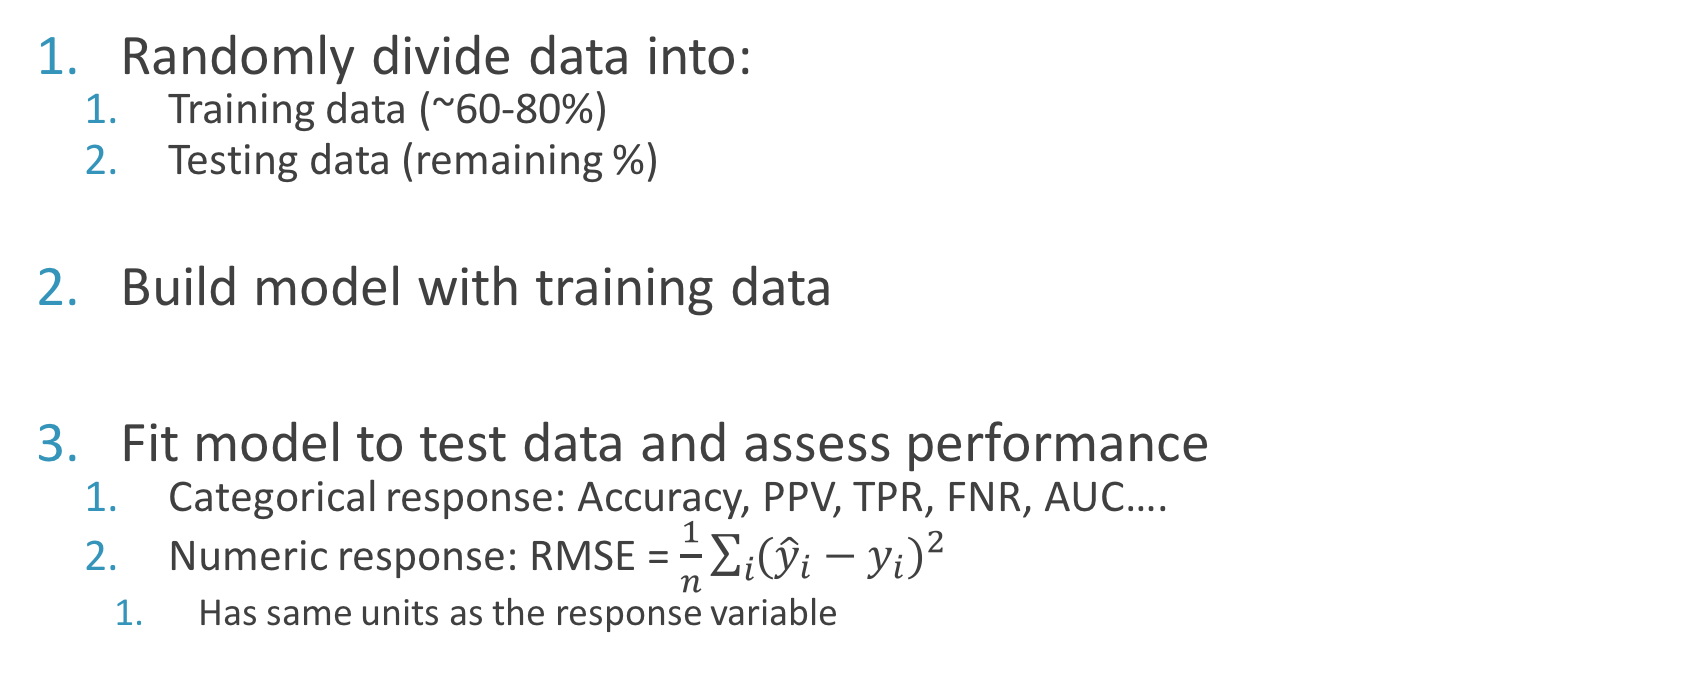 1. Randomly divide data into:
1. Training data (~60-80%)
2. Testing data (remaining %)
2. Build model with training data
3. Fit model to test data and assess performance
1. Categorical response: Accuracy, PPV, TPR, FNR, AUC....
2. Numeric response: RMSE = 1/n ∑ᵢ(ŷᵢ − yᵢ)²
1. Has same units as the response variable